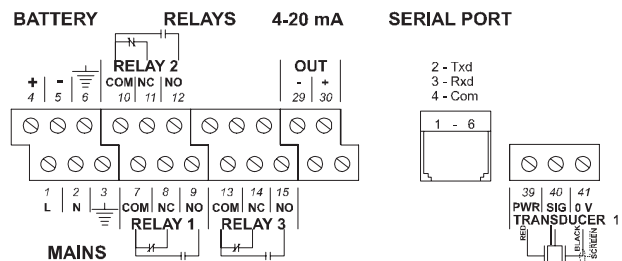 BATTERY RELAYS 4-20 mA SERIAL PORT
RELAY 2 OUT
+ - COM NC NO - +
4 5 6 10 11 12 29 30
2 - Txd
3 - Rxd
4 - Com
1 - 6
1 2 3 7 8 9 13 14 15
L N COM NC NO COM NC NO
RELAY 1 RELAY 3
MAINS
39 40 41
PWR SIG 0 V
TRANSDUCER 1
RED
BLACK
SCREEN